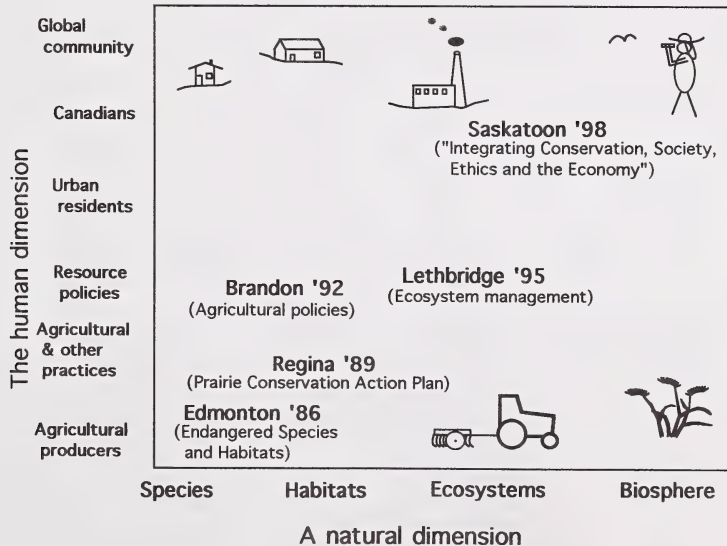 Global
community
Canadians
Urban
residents
Resource
policies
Agricultural
& other
practices
Agricultural
producers
The human dimension
Saskatoon '98
("Integrating Conservation, Society,
Ethics and the Economy")
Brandon '92
(Agricultural policies)
Lethbridge '95
(Ecosystem management)
Regina '89
(Prairie Conservation Action Plan)
Edmonton '86
(Endangered Species
and Habitats)
Species
Habitats
Ecosystems
Biosphere
A natural dimension